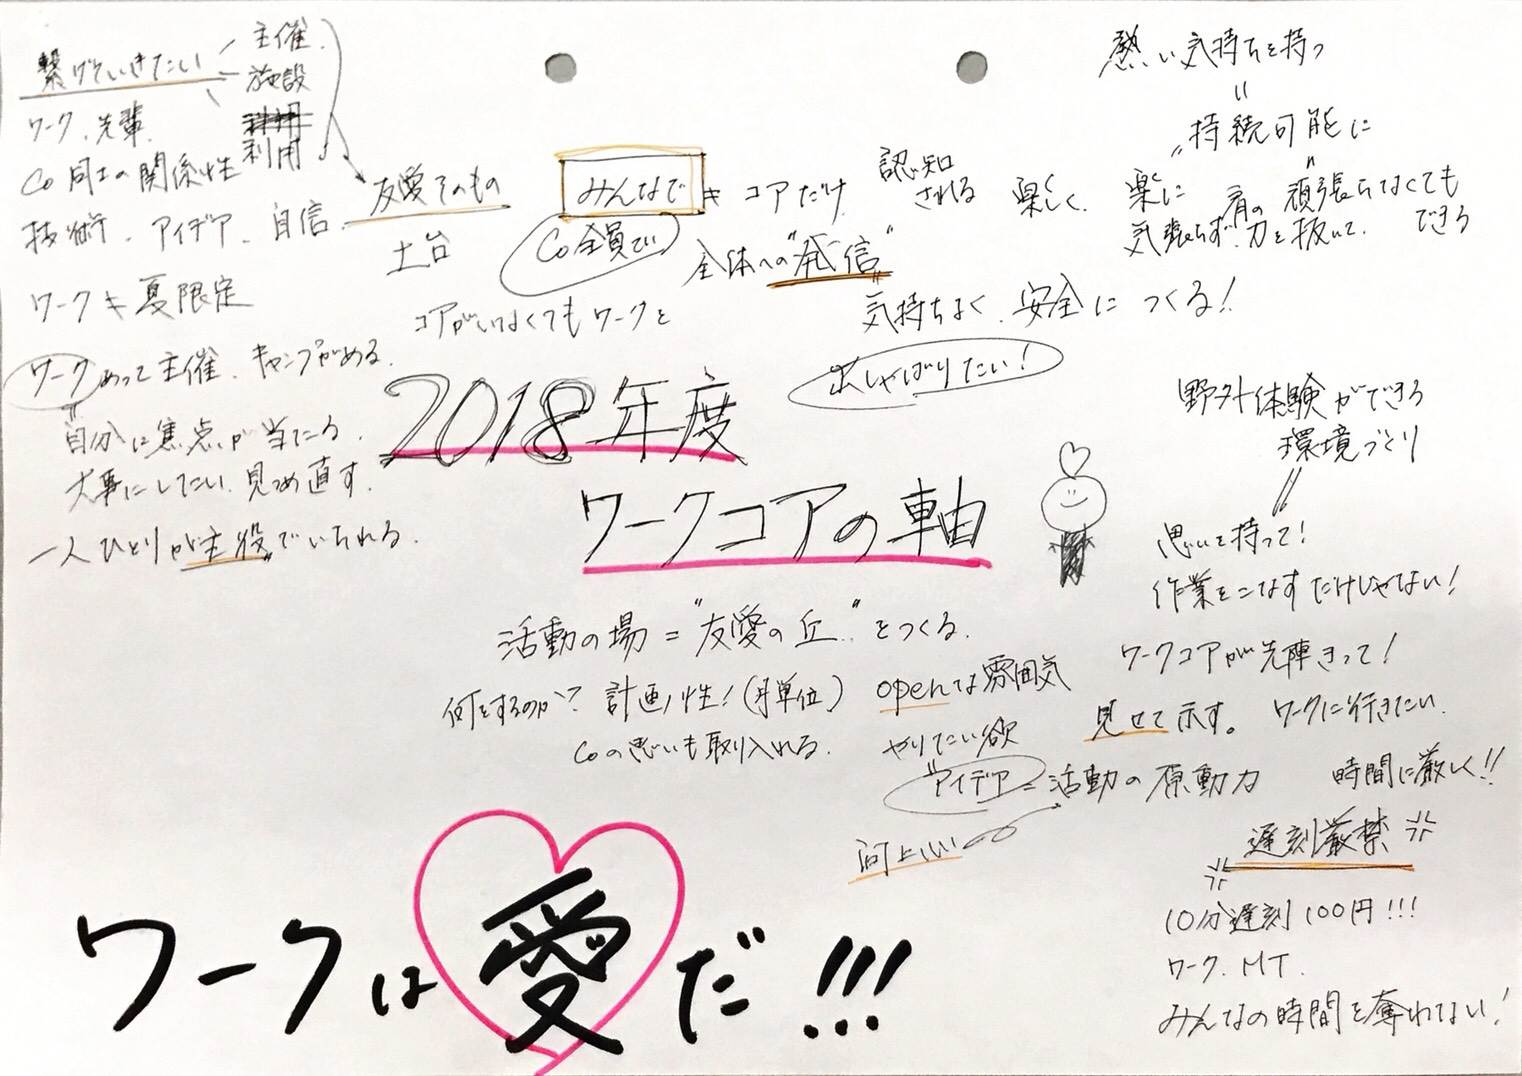 繋げていきたい
主催
施設
利用
ワーク、先輩
Co同士の関係性
技術、アイデア、自信
友愛そのもの
土台
ワーク≠夏限定
ワークあって主催、キャンプがある。
自分に焦点が当たる、
大事にしたい、見つめ直す。
一人ひとりが主役でいられる。
みんなで ≠ コアだけ
Co全員で
認知
される
全体への"発信"
コアがいなくてもワークを
熱い気持ちを持つ
持続可能に
楽しく、楽に
気張らず、肩の力を抜いて、
頑張らなくても
できる
気持ちよく、安全につくる!
出しゃばりたい!
2018年度
ワークコアの軸
野外体験ができる
環境づくり
思いを持って!
作業をこなすだけじゃない!
ワークコアが先陣きって!
見せて示す。ワークに行きたい
活動の場="友愛の丘"をつくる。
何をするのか?計画性!(月単位)
Coの思いも取り入れる。
openな雰囲気
やりたい欲
アイデア=活動の原動力
向上心
時間に厳しく!!
遅刻厳禁
10分遅刻100円!!!
ワーク、MT、
みんなの時間を奪わない!
ワークは愛だ!!!